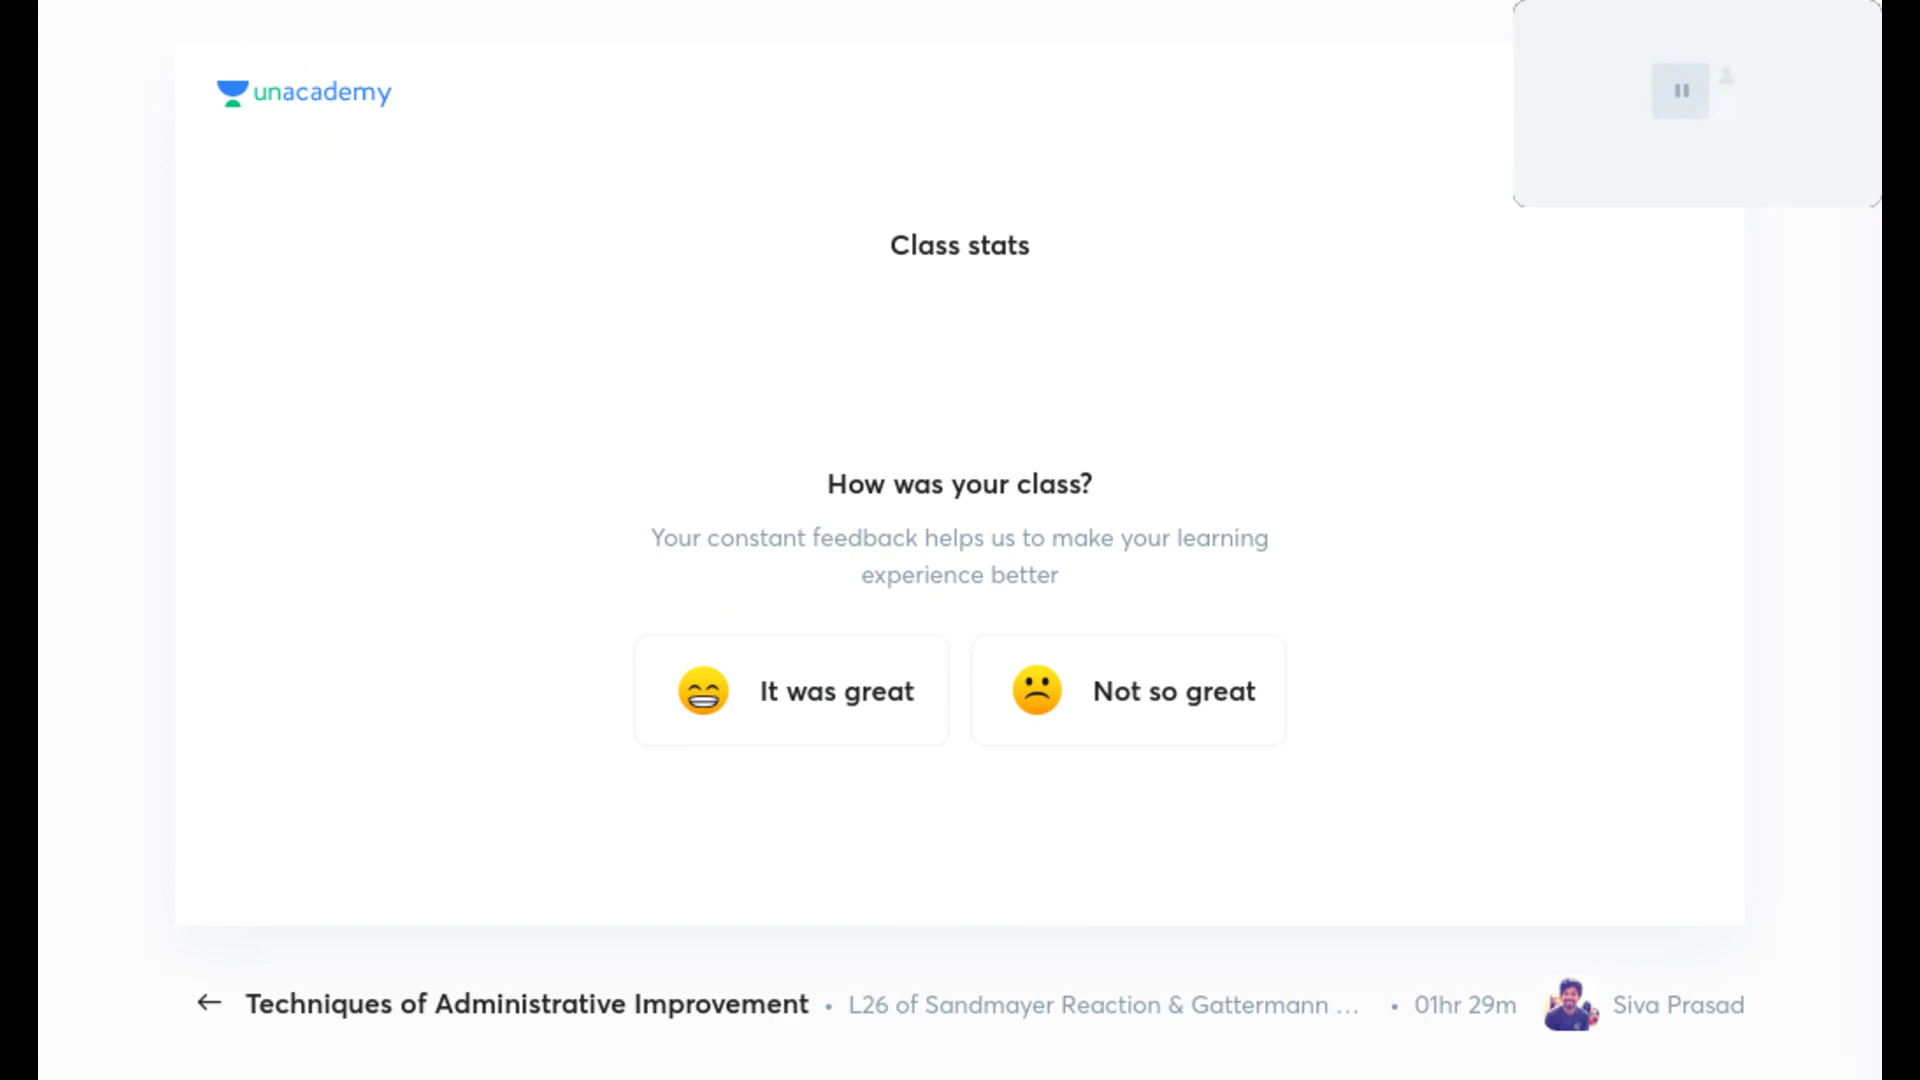 unacademy
Class stats
How was your class?
Your constant feedback helps us to make your learning
experience better
It was great
Not so great
Techniques of Administrative Improvement • L26 of Sandmayer Reaction & Gattermann ... • 01hr 29m Siva Prasad